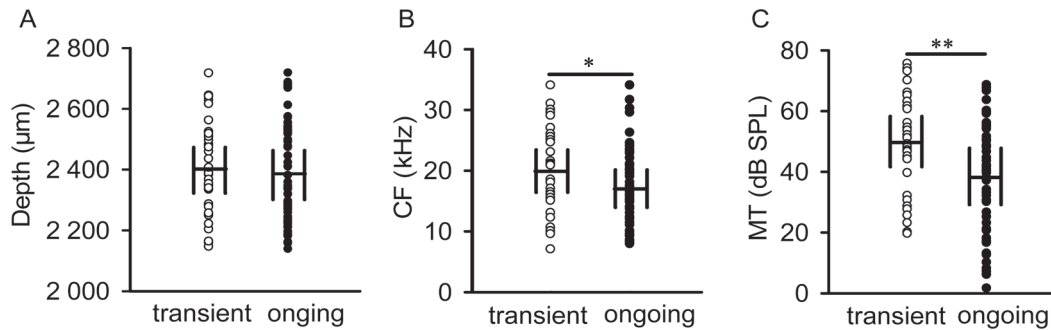 A
B
C
Depth (µm)
2 800
2 600
2 400
2 200
2 000
transient onging
CF (kHz)
40
30
20
10
0
*
transient ongoing
MT (dB SPL)
80
60
40
20
0
**
transient ongoing